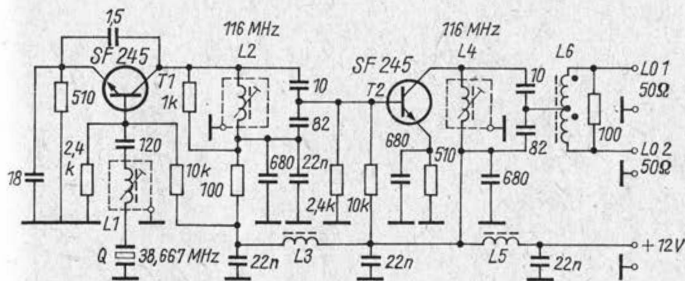 1,5
116 MHz
116 MHz
SF 245
L2
L4
L6
T1
SF 245
LO 1
50Ω
10
T2
10
510
1k
82
680
510
82
100
LO 2
50Ω
2,4
k
120
680
22n
680
18
10k
100
2,4k
10k
L1
+12V
Q
38,667 MHz
22n
L3
22n
L5
22n